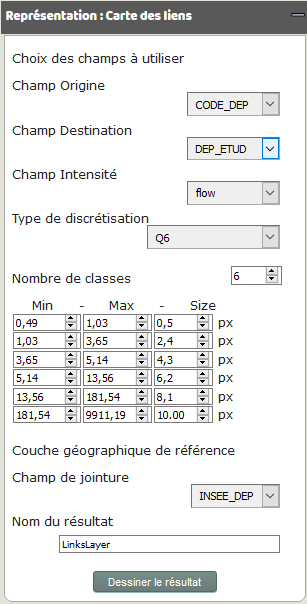 Représentation : Carte des liens
Choix des champs à utiliser
Champ Origine
CODE_DEP
Champ Destination
DEP_ETUD
Champ Intensité
flow
Type de discrétisation
Q6
Nombre de classes
6
Min - Max - Size
0,49 1,03 0,5 px
1,03 3,65 2,4 px
3,65 5,14 4,3 px
5,14 13,56 6,2 px
13,56 181,54 8,1 px
181,54 9911,19 10.00 px
Couche géographique de référence
Champ de jointure
INSEE_DEP
Nom du résultat
LinksLayer
Dessiner le résultat